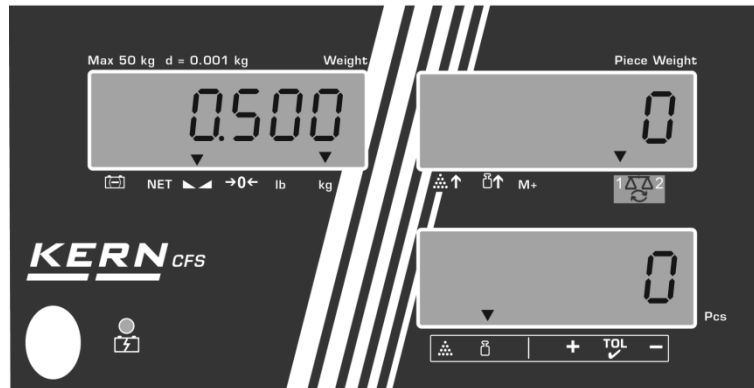 Max 50 kg d = 0.001 kg Weight
0.500
NET →0← lb kg
Piece Weight
0
M+
1 2
KERN CFS
0
Pcs
+ TOL −